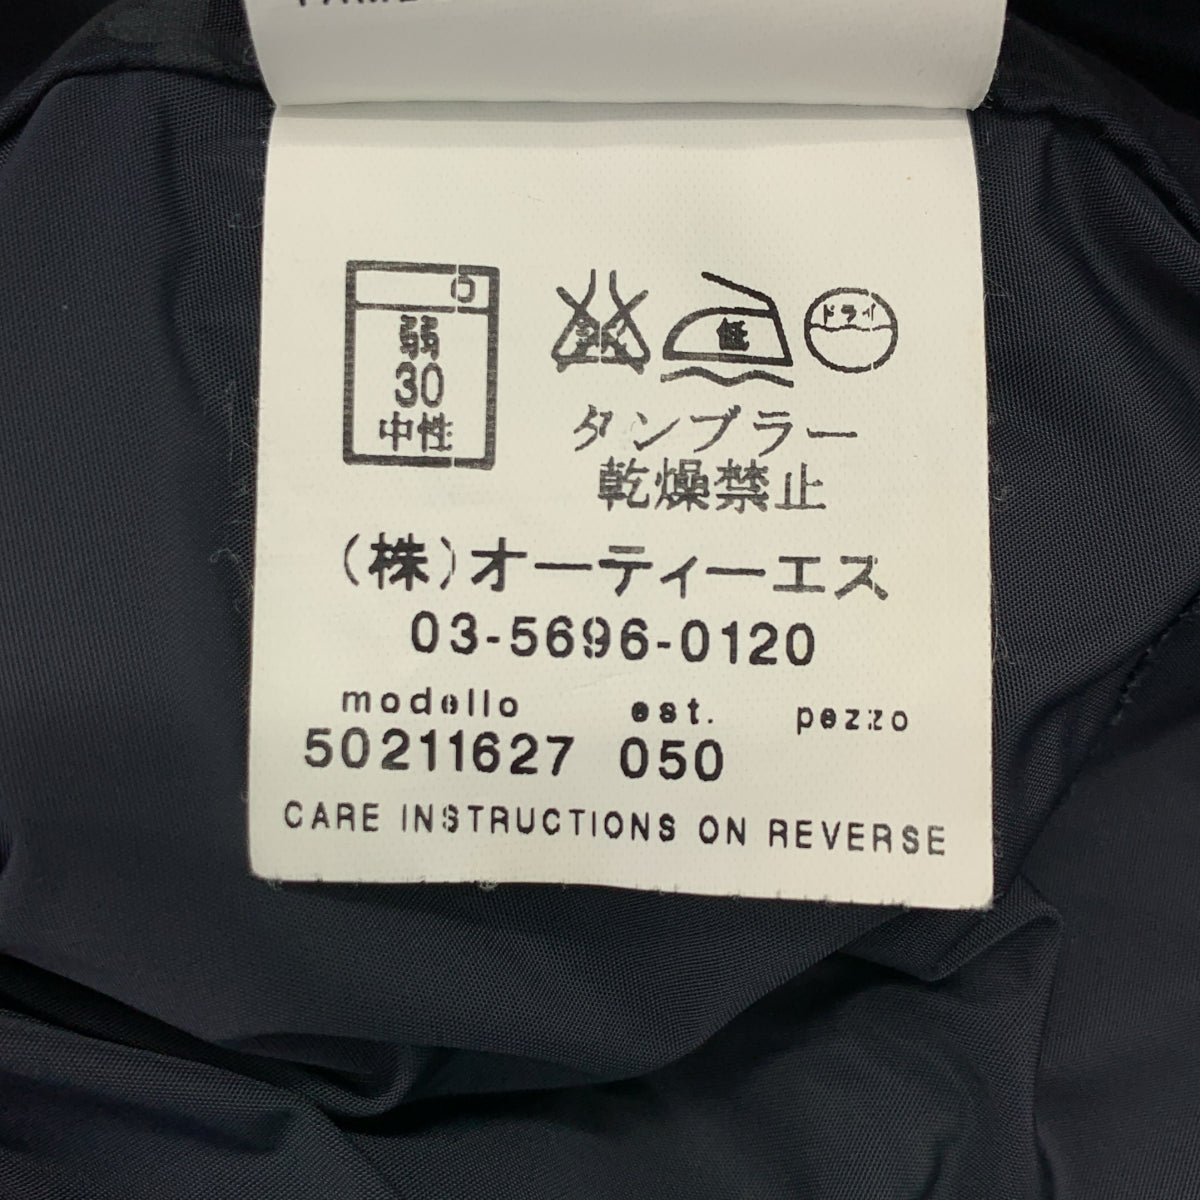 弱
30
中性
低
ドライ
タンブラー
乾燥禁止
(株)オーティーエス
03-5696-0120
modello est. pezzo
50211627 050
CARE INSTRUCTIONS ON REVERSE